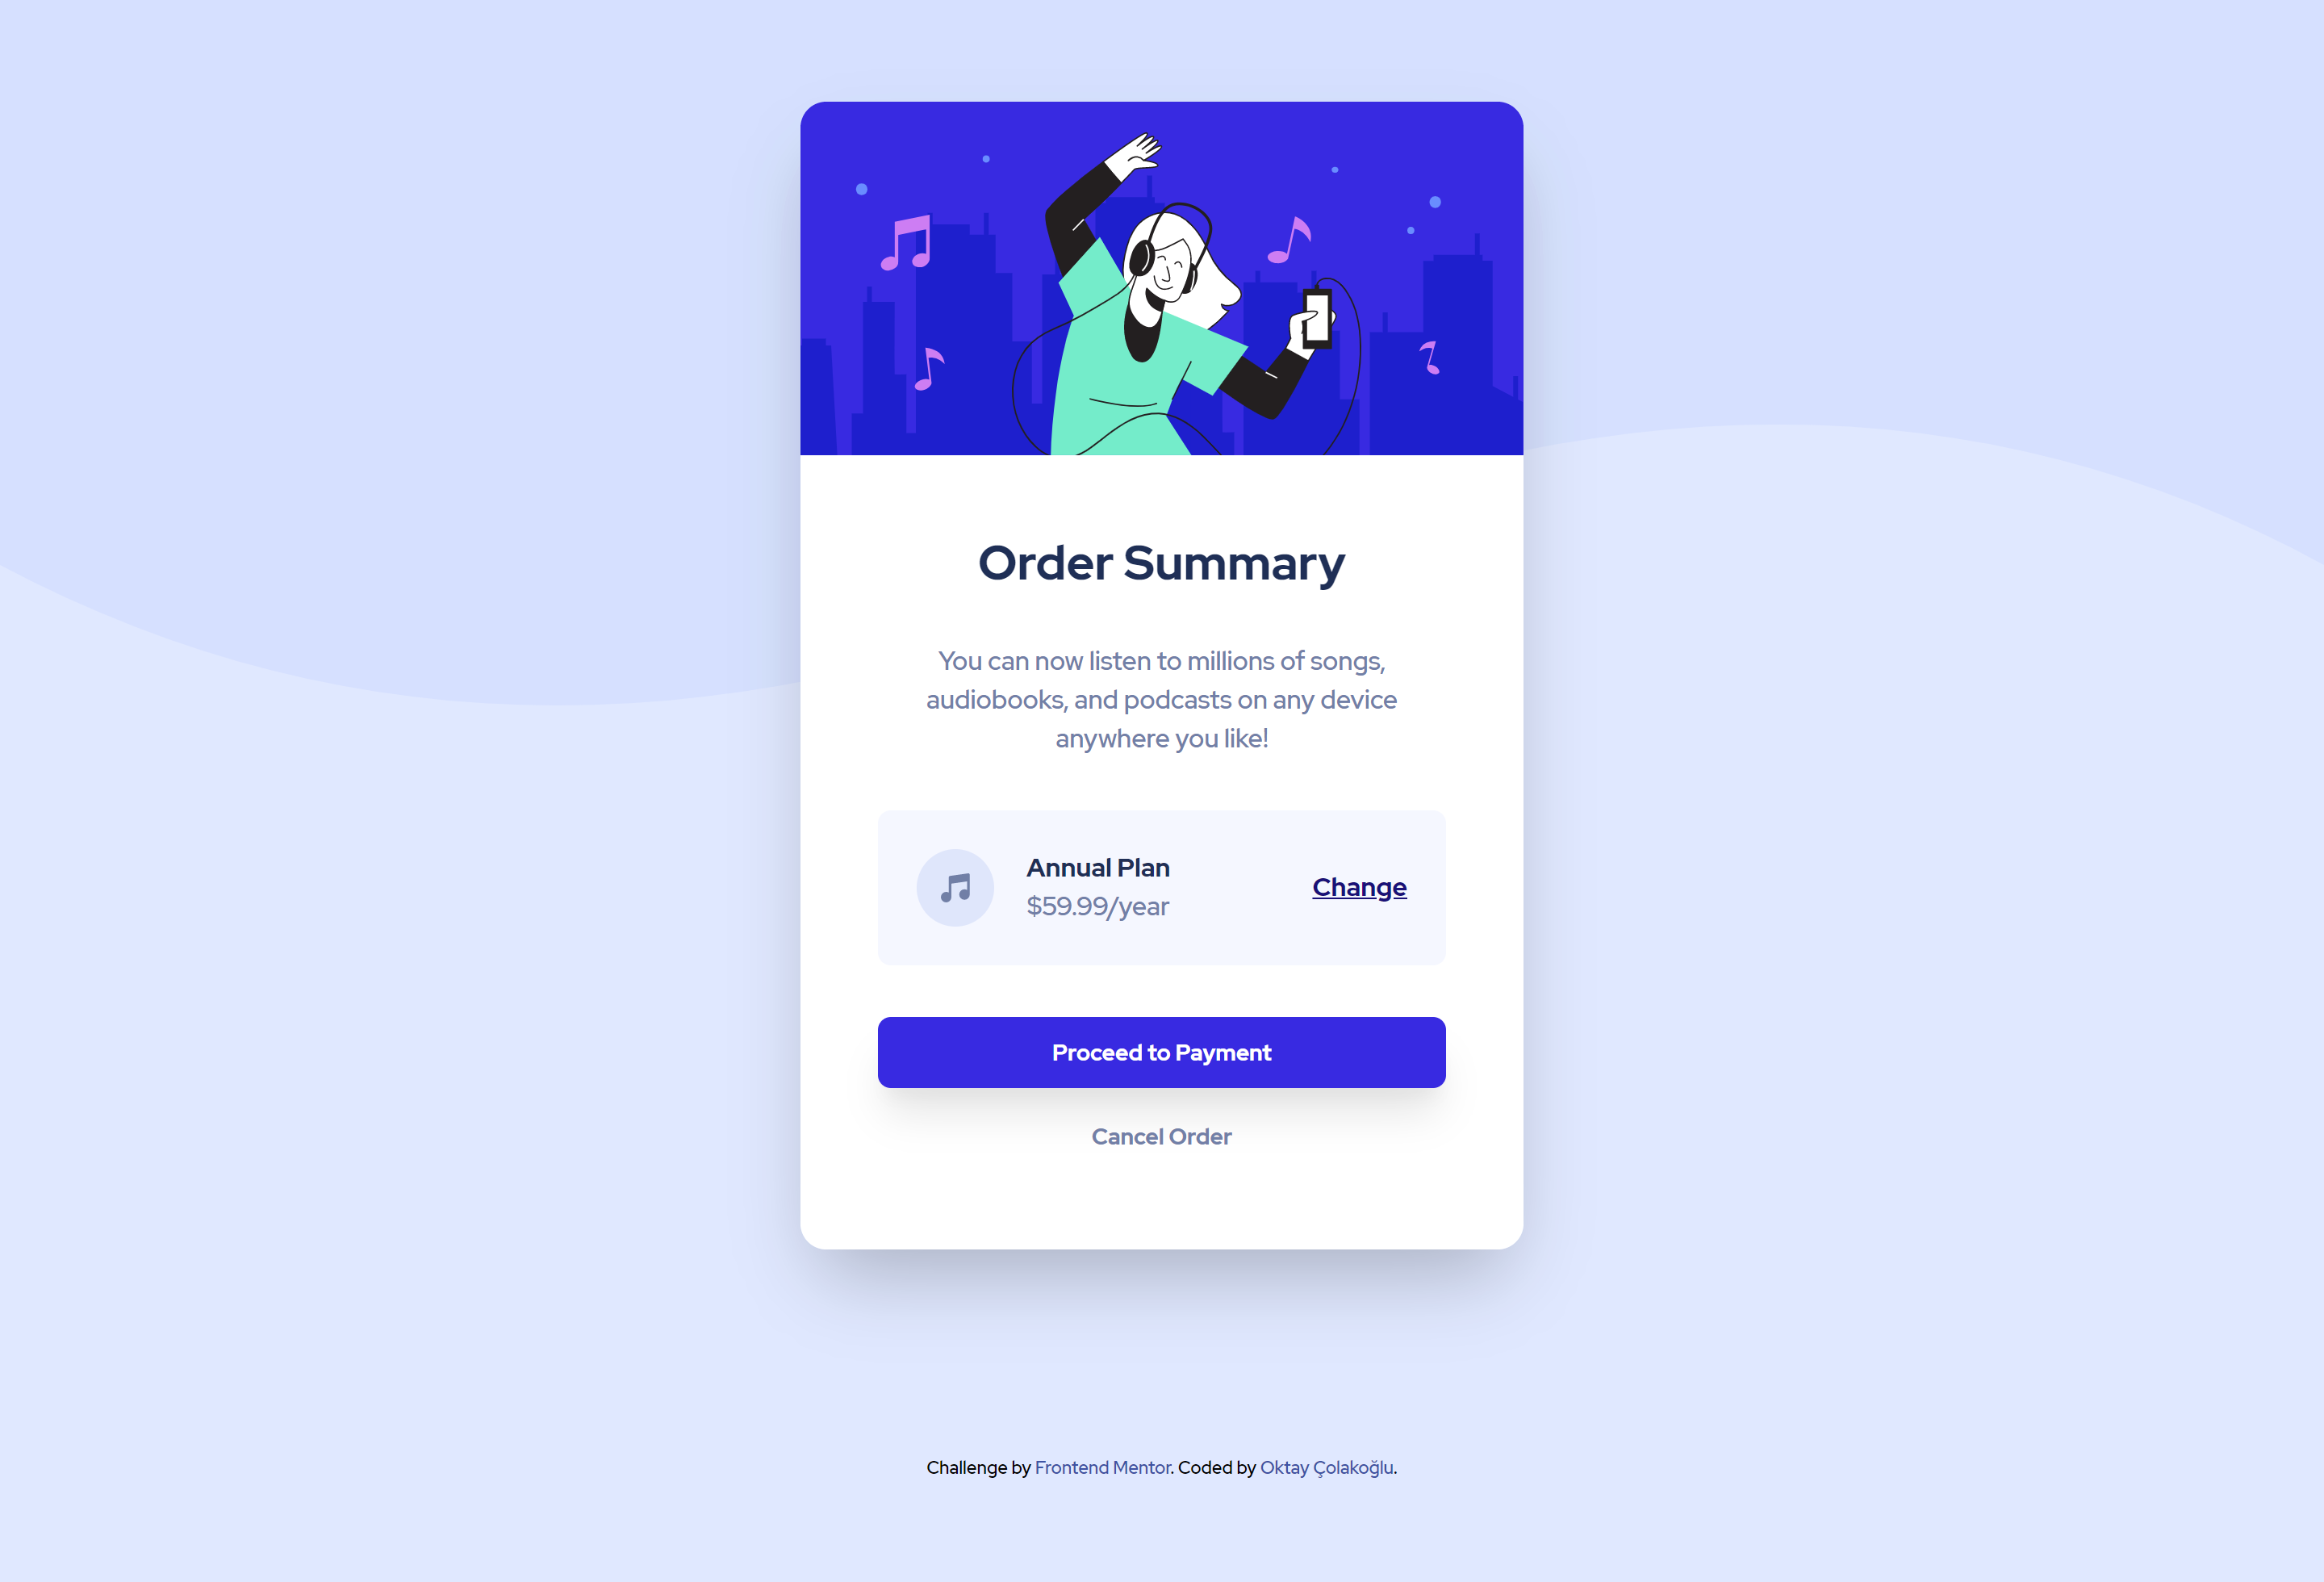 Order Summary
You can now listen to millions of songs,
audiobooks, and podcasts on any device
anywhere you like!
Annual Plan
$59.99/year
Change
Proceed to Payment
Cancel Order
Challenge by Frontend Mentor. Coded by Oktay Çolakoğlu.